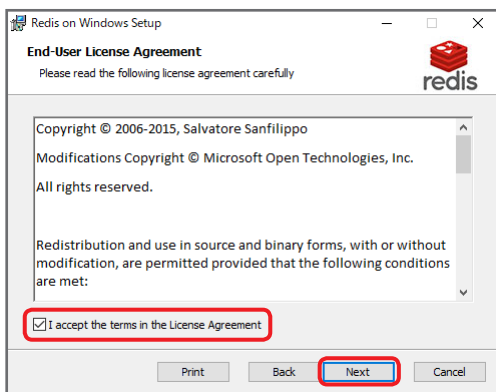 Redis on Windows Setup
End-User License Agreement
Please read the following license agreement carefully
redis
Copyright © 2006-2015, Salvatore Sanfilippo
Modifications Copyright © Microsoft Open Technologies, Inc.
All rights reserved.
Redistribution and use in source and binary forms, with or without
modification, are permitted provided that the following conditions
are met:
I accept the terms in the License Agreement
Print Back Next Cancel